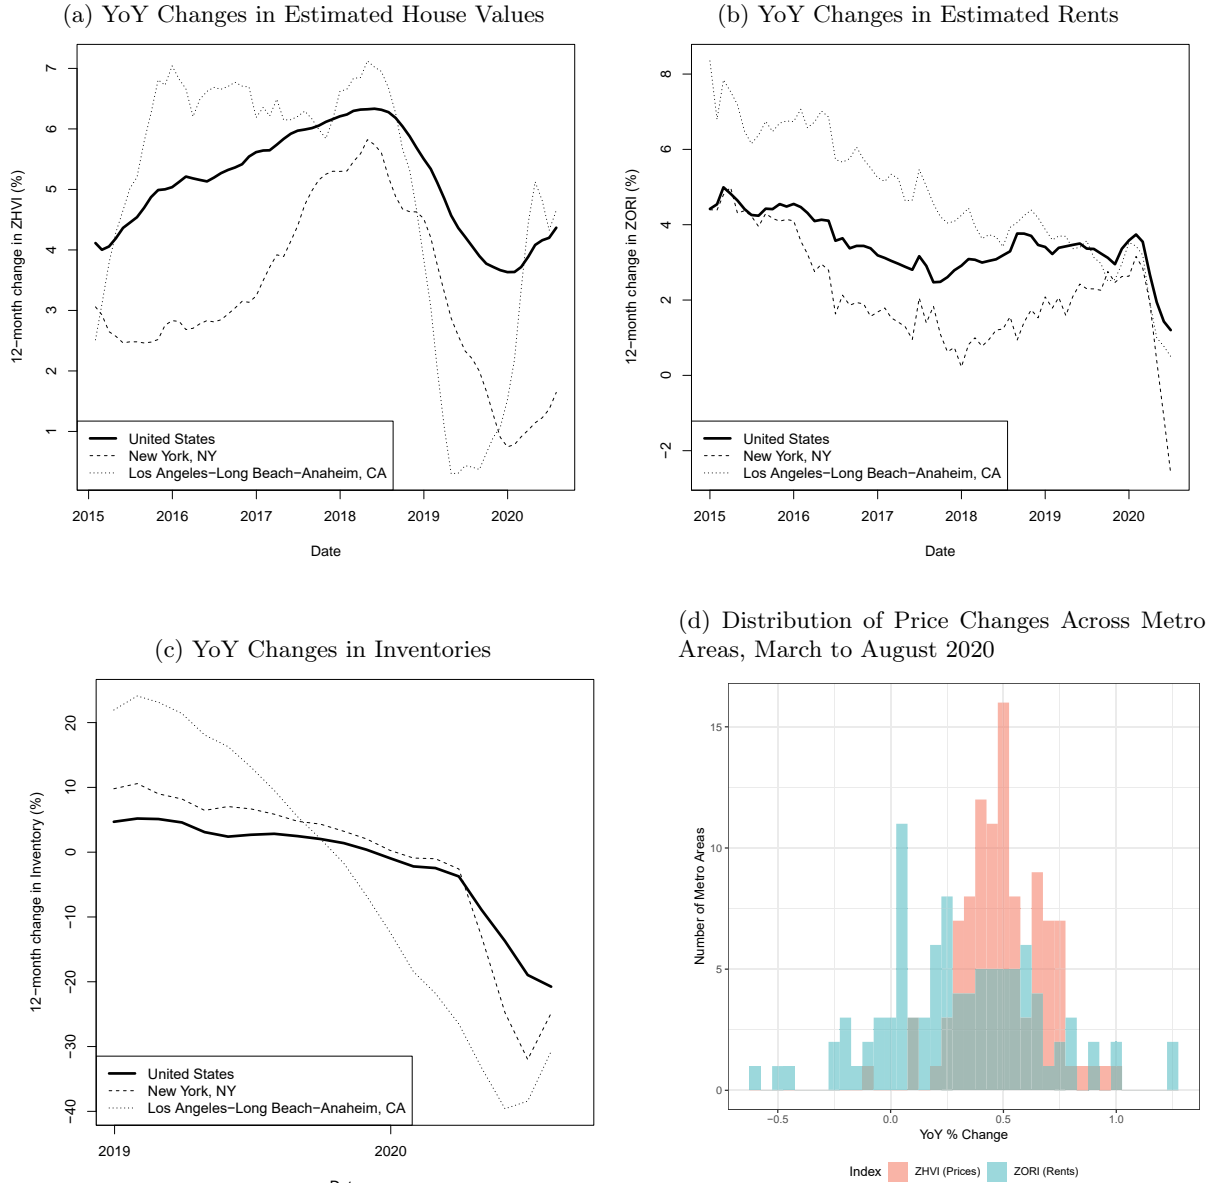 (a) YoY Changes in Estimated House Values
12−month change in ZHVI (%)
7
6
5
4
3
2
1
United States
New York, NY
Los Angeles−Long Beach−Anaheim, CA
2015 2016 2017 2018 2019 2020
Date
(b) YoY Changes in Estimated Rents
12−month change in ZORI (%)
8
6
4
2
0
−2
United States
New York, NY
Los Angeles−Long Beach−Anaheim, CA
2015 2016 2017 2018 2019 2020
Date
(c) YoY Changes in Inventories
12−month change in Inventory (%)
20
10
0
−10
−20
−30
−40
United States
New York, NY
Los Angeles−Long Beach−Anaheim, CA
2019 2020
(d) Distribution of Price Changes Across Metro
Areas, March to August 2020
Number of Metro Areas
15
10
5
0
−0.5 0.0 0.5 1.0
YoY % Change
Index ZHVI (Prices) ZORI (Rents)